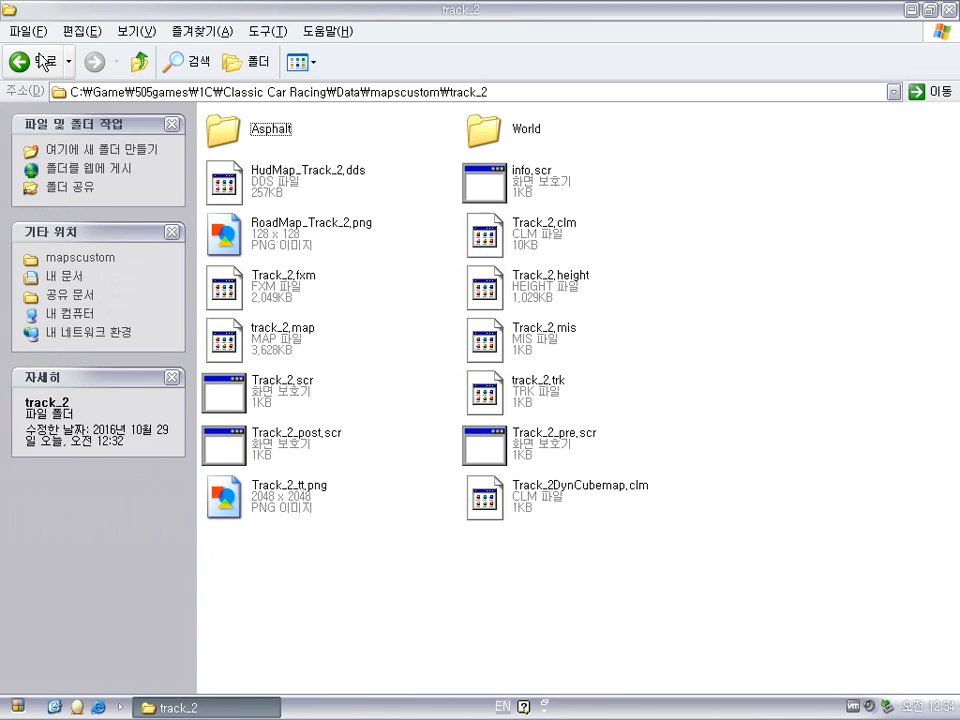 track_2
파일(F) 편집(E) 보기(V) 즐겨찾기(A) 도구(T) 도움말(H)
검색 폴더
주소(D) C:₩Game₩505games₩1C₩Classic Car Racing₩Data₩mapscustom₩track_2 이동
파일 및 폴더 작업
여기에 새 폴더 만들기
폴더를 웹에 게시
폴더 공유
기타 위치
mapscustom
내 문서
공유 문서
내 컴퓨터
내 네트워크 환경
자세히
track_2
파일 폴더
수정한 날짜: 2016년 10월 29
일 오늘, 오전 12:32
Asphalt
World
HudMap_Track_2.dds
DDS 파일
257KB
info.scr
화면 보호기
1KB
RoadMap_Track_2.png
128 x 128
PNG 이미지
Track_2.clm
CLM 파일
10KB
Track_2.fxm
FXM 파일
2,049KB
Track_2.height
HEIGHT 파일
1,029KB
track_2.map
MAP 파일
3,628KB
Track_2.mis
MIS 파일
1KB
Track_2.scr
화면 보호기
1KB
track_2.trk
TRK 파일
1KB
Track_2_post.scr
화면 보호기
1KB
Track_2_pre.scr
화면 보호기
1KB
Track_2_tt.png
2048 x 2048
PNG 이미지
Track_2DynCubemap.clm
CLM 파일
1KB
track_2
EN
오전 12:34